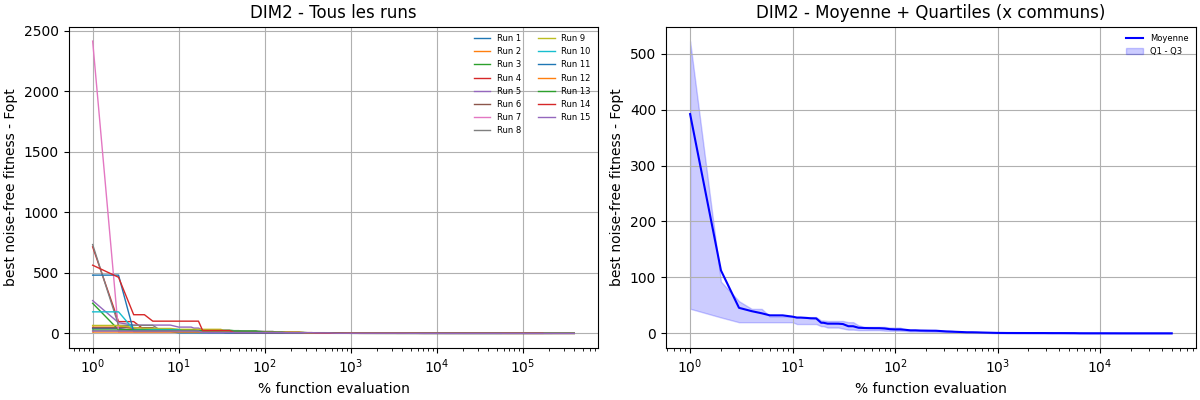 DIM2 - Tous les runs
best noise-free fitness - Fopt
2500
2000
1500
1000
500
0
10^0
10^1
10^2
10^3
10^4
10^5
% function evaluation
Run 1
Run 2
Run 3
Run 4
Run 5
Run 6
Run 7
Run 8
Run 9
Run 10
Run 11
Run 12
Run 13
Run 14
Run 15
DIM2 - Moyenne + Quartiles (x communs)
best noise-free fitness - Fopt
500
400
300
200
100
0
10^0
10^1
10^2
10^3
10^4
% function evaluation
Moyenne
Q1 - Q3